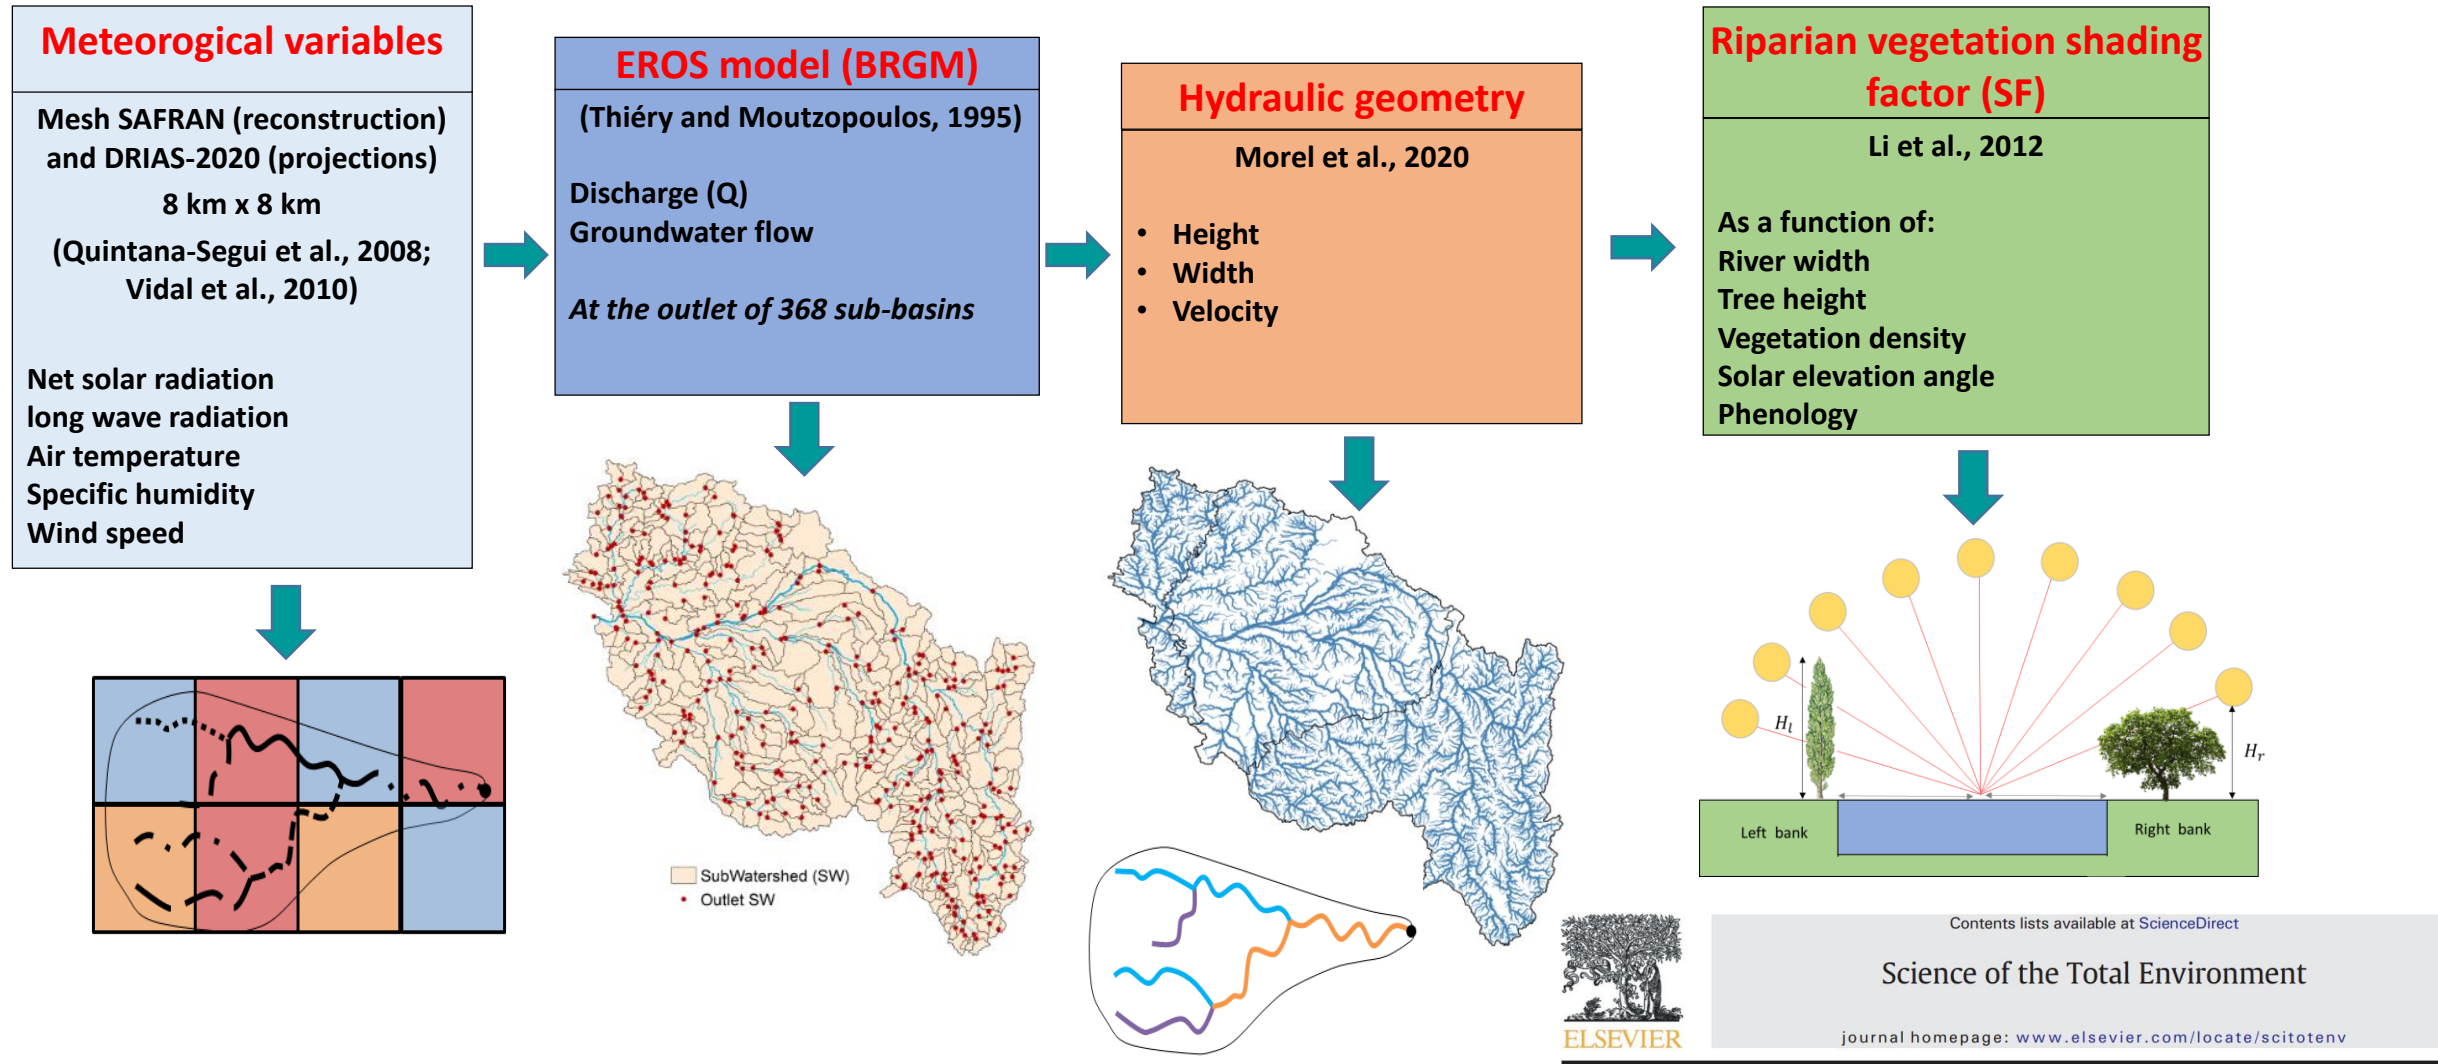 Meteorogical variables
Mesh SAFRAN (reconstruction)
and DRIAS-2020 (projections)
8 km x 8 km
(Quintana-Segui et al., 2008;
Vidal et al., 2010)
Net solar radiation
long wave radiation
Air temperature
Specific humidity
Wind speed
EROS model (BRGM)
(Thiéry and Moutzopoulos, 1995)
Discharge (Q)
Groundwater flow
At the outlet of 368 sub-basins
SubWatershed (SW)
Outlet SW
Hydraulic geometry
Morel et al., 2020
• Height
• Width
• Velocity
Riparian vegetation shading
factor (SF)
Li et al., 2012
As a function of:
River width
Tree height
Vegetation density
Solar elevation angle
Phenology
H_l
H_r
Left bank
Right bank
ELSEVIER
Contents lists available at ScienceDirect
Science of the Total Environment
journal homepage: www.elsevier.com/locate/scitotenv